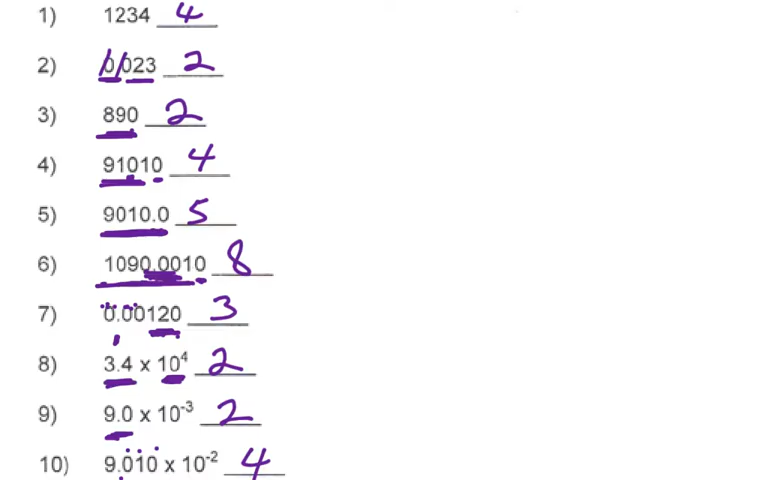 1) 1234 4
2) 0.023 2
3) 890 2
4) 91010 4
5) 9010.0 5
6) 1090.0010 8
7) 0.00120 3
8) 3.4 x 10⁴ 2
9) 9.0 x 10⁻³ 2
10) 9.010 x 10⁻² 4